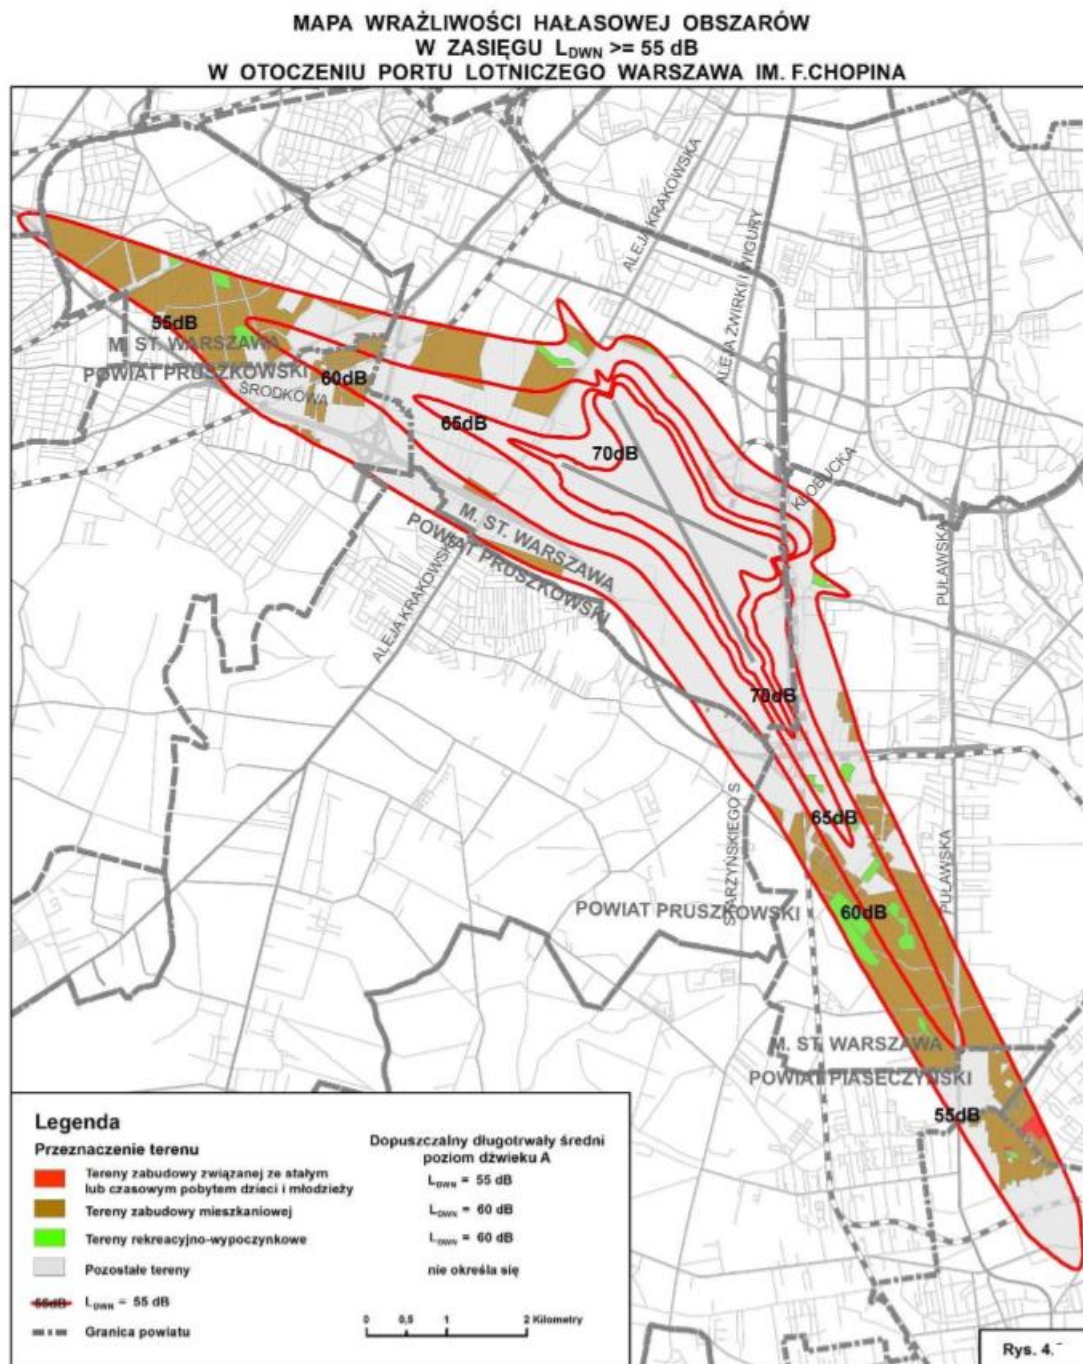 MAPA WRAŻLIWOŚCI HAŁASOWEJ OBSZARÓW
W ZASIĘGU LDWN >= 55 dB
W OTOCZENIU PORTU LOTNICZEGO WARSZAWA IM. F.CHOPINA
ALEJA KRAKOWSKA
ALEJA ŻWIRKI I WIGURY
55dB
M. ST. WARSZAWA
POWIAT PRUSZKOWSKI
ŚRODKOWA
60dB
65dB
70dB
KŁOBUCKA
M. ST. WARSZAWA
POWIAT PRUSZKOWSKI
ALEJA KRAKOWSKA
PUŁAWSKA
70dB
65dB
STARZYŃSKIEGO S
PUŁAWSKA
POWIAT PRUSZKOWSKI
60dB
M. ST. WARSZAWA
POWIAT PIASECZYŃSKI
55dB
Legenda
Przeznaczenie terenu
Dopuszczalny długotrwały średni
poziom dźwieku A
Tereny zabudowy związanej ze stałym
lub czasowym pobytem dzieci i młodzieży
LDWN = 55 dB
Tereny zabudowy mieszkaniowej
LDWN = 60 dB
Tereny rekreacyjno-wypoczynkowe
LDWN = 60 dB
Pozostałe tereny
nie określa się
55dB LDWN = 55 dB
Granica powiatu
0 0,5 1 2 Kilometry
Rys. 4.